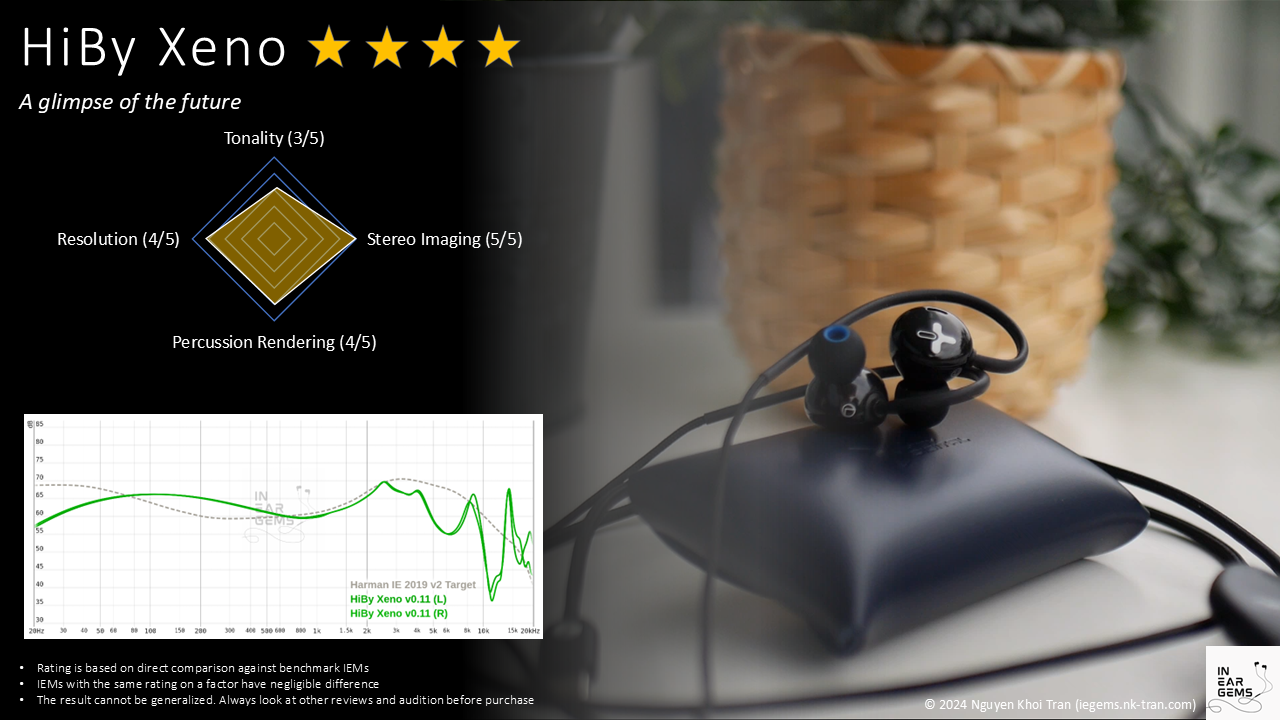 HiBy Xeno
A glimpse of the future
Tonality (3/5)
Resolution (4/5)
Stereo Imaging (5/5)
Percussion Rendering (4/5)
dB
85
80
75
70
65
60
55
50
45
40
35
30
IN
EAR
GEMS
Harman IE 2019 v2 Target
HiBy Xeno v0.11 (L)
HiBy Xeno v0.11 (R)
20Hz 30 40 50 60 80 100 150 200 300 400 500 600 800 1k 1.5k 2k 3k 4k 5k 6k 8k 10k 15k 20kHz
• Rating is based on direct comparison against benchmark IEMs
• IEMs with the same rating on a factor have negligible difference
• The result cannot be generalized. Always look at other reviews and audition before purchase
© 2024 Nguyen Khoi Tran (iegems.nk-tran.com)
IN
EAR
GEMS